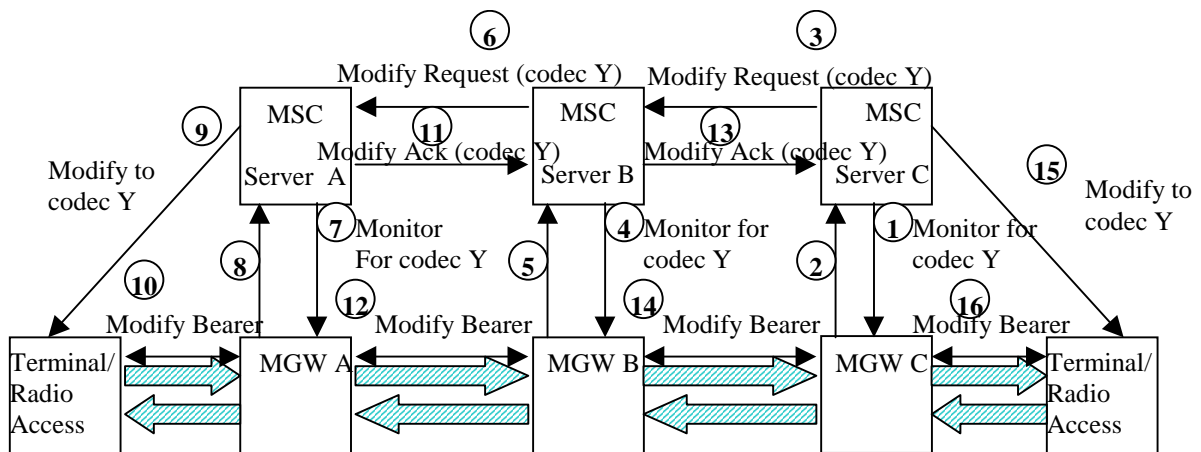 6
3
Modify Request (codec Y)
Modify Request (codec Y)
9
MSC
11
MSC
13
MSC
Modify Ack (codec Y)
Modify Ack (codec Y)
Modify to
codec Y
Server A
Server B
Server C
15
Modify to
codec Y
7
Monitor
For codec Y
4
Monitor for
codec Y
1
Monitor for
codec Y
8
5
2
10
12
14
16
Modify Bearer
Modify Bearer
Modify Bearer
Modify Bearer
Terminal/
Radio
Access
MGW A
MGW B
MGW C
Terminal/
Radio
Access